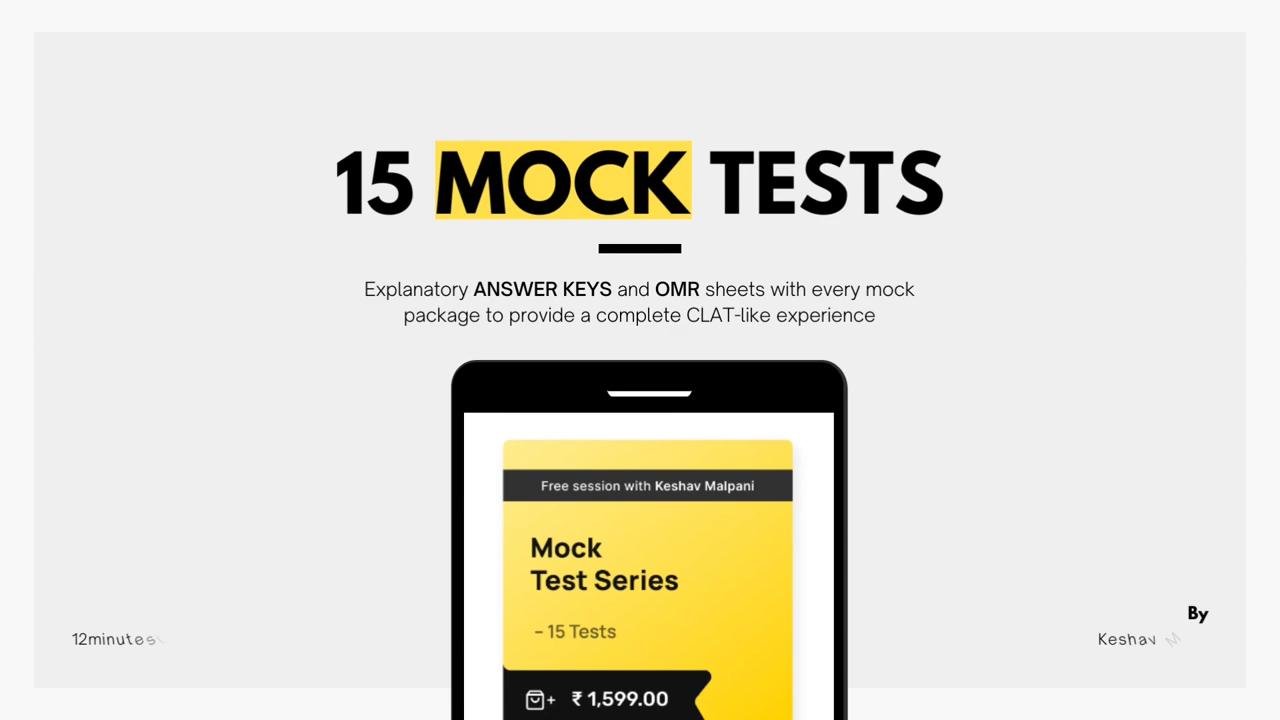 15 MOCK TESTS
Explanatory ANSWER KEYS and OMR sheets with every mock
package to provide a complete CLAT-like experience
Free session with Keshav Malpani
Mock
Test Series
- 15 Tests
₹ 1,599.00
12minutes
By
Keshav M